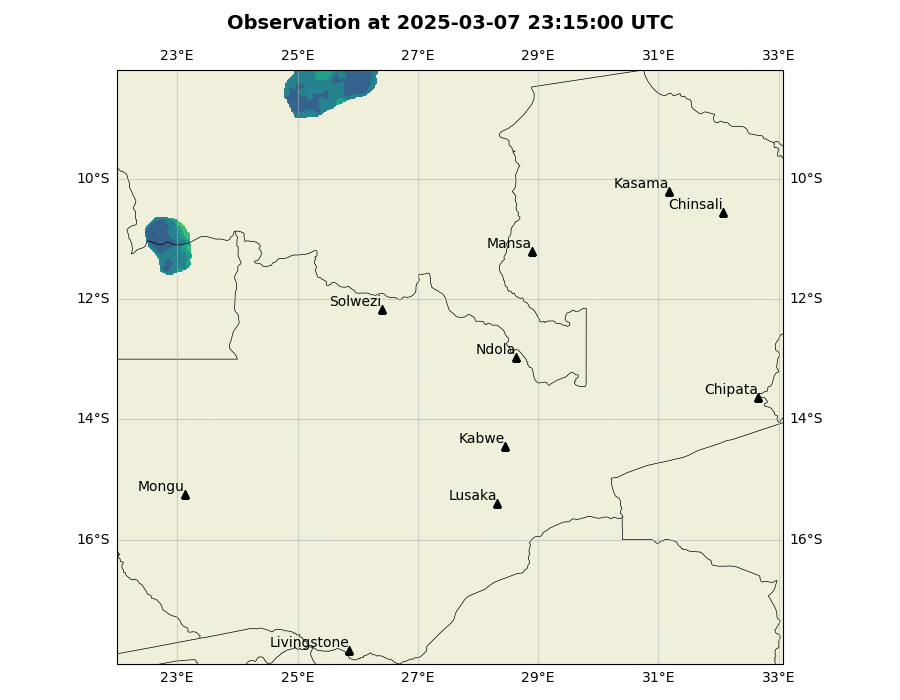 Observation at 2025-03-07 23:15:00 UTC
23°E 25°E 27°E 29°E 31°E 33°E
10°S 10°S
Kasama
Chinsali
Mansa
12°S 12°S
Solwezi
Ndola
Chipata
14°S 14°S
Kabwe
Mongu
Lusaka
16°S 16°S
Livingstone
23°E 25°E 27°E 29°E 31°E 33°E